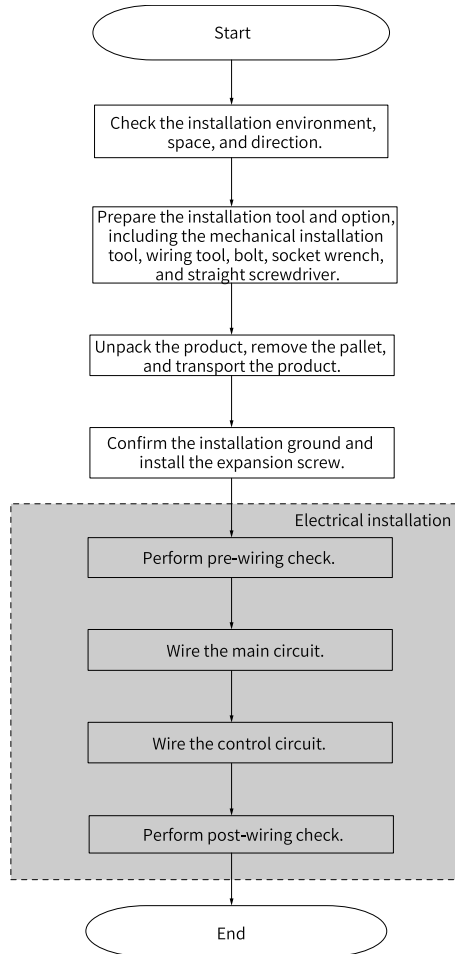 Start
Check the installation environment,
space, and direction.
Prepare the installation tool and option,
including the mechanical installation
tool, wiring tool, bolt, socket wrench,
and straight screwdriver.
Unpack the product, remove the pallet,
and transport the product.
Confirm the installation ground and
install the expansion screw.
Electrical installation
Perform pre-wiring check.
Wire the main circuit.
Wire the control circuit.
Perform post-wiring check.
End